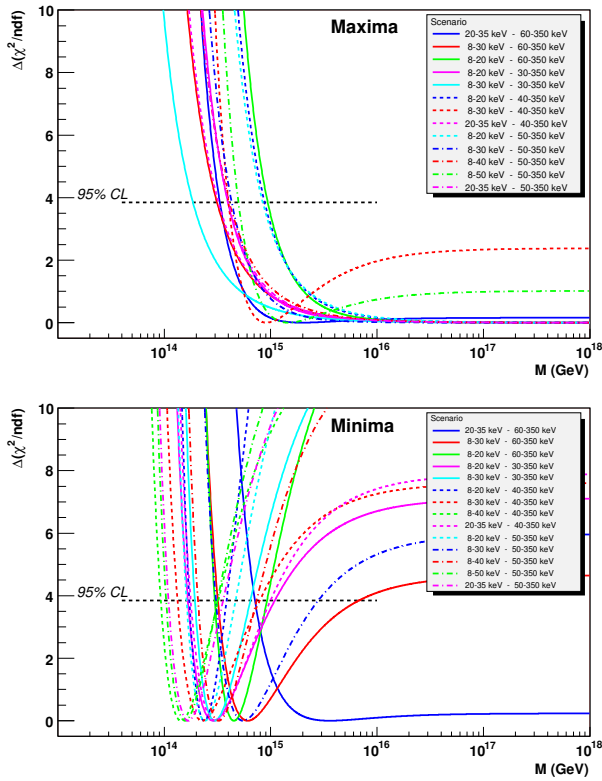 Δ(χ²/ndf)
10
8
6
4
2
0
Maxima
95% CL
Scenario
20-35 keV - 60-350 keV
8-30 keV - 60-350 keV
8-20 keV - 60-350 keV
8-20 keV - 30-350 keV
8-30 keV - 30-350 keV
8-20 keV - 40-350 keV
8-30 keV - 40-350 keV
20-35 keV - 40-350 keV
8-20 keV - 50-350 keV
8-30 keV - 50-350 keV
8-40 keV - 50-350 keV
8-50 keV - 50-350 keV
20-35 keV - 50-350 keV
10¹⁴ 10¹⁵ 10¹⁶ 10¹⁷ 10¹⁸
M (GeV)
Δ(χ²/ndf)
10
8
6
4
2
0
Minima
95% CL
Scenario
20-35 keV - 60-350 keV
8-30 keV - 60-350 keV
8-20 keV - 60-350 keV
8-20 keV - 30-350 keV
8-30 keV - 30-350 keV
8-20 keV - 40-350 keV
8-30 keV - 40-350 keV
8-40 keV - 40-350 keV
20-35 keV - 40-350 keV
8-20 keV - 50-350 keV
8-30 keV - 50-350 keV
8-40 keV - 50-350 keV
8-50 keV - 50-350 keV
20-35 keV - 50-350 keV
10¹⁴ 10¹⁵ 10¹⁶ 10¹⁷ 10¹⁸
M (GeV)